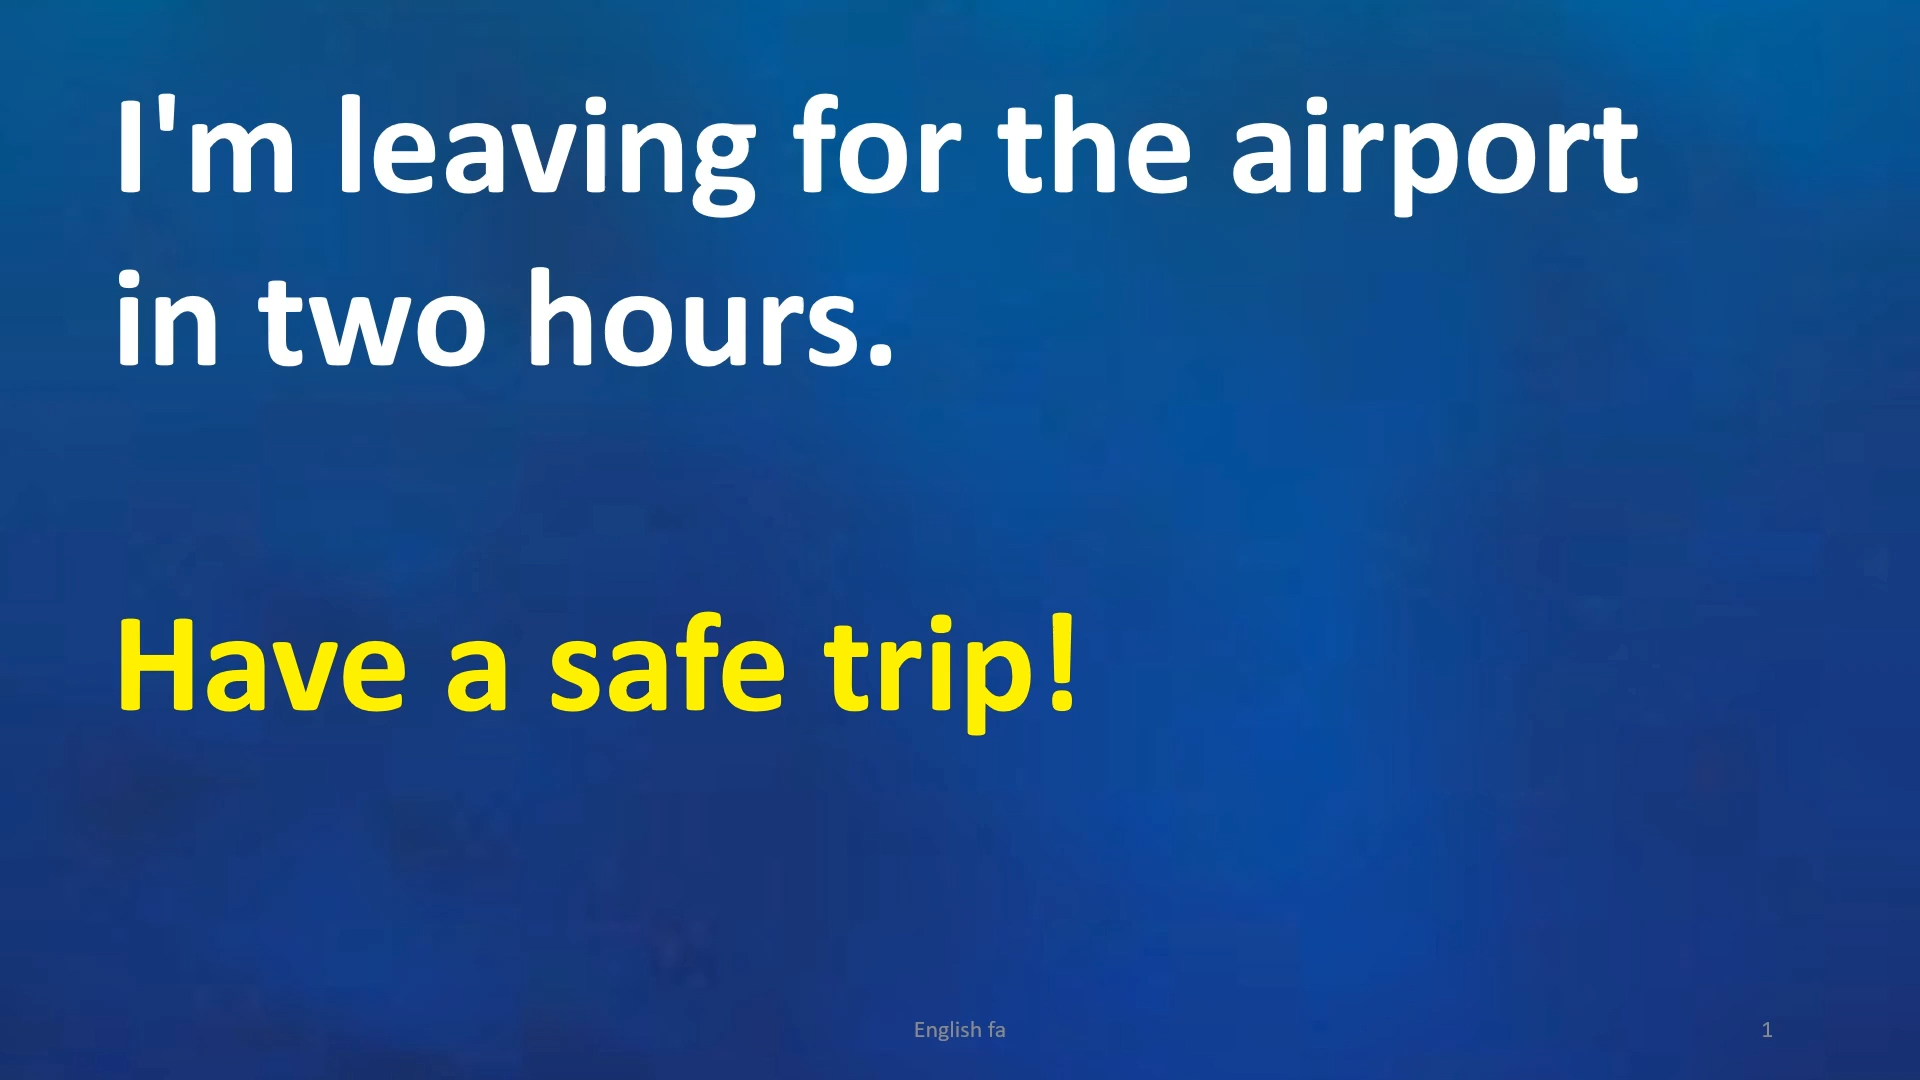 I'm leaving for the airport
in two hours.
Have a safe trip!
English fa
1